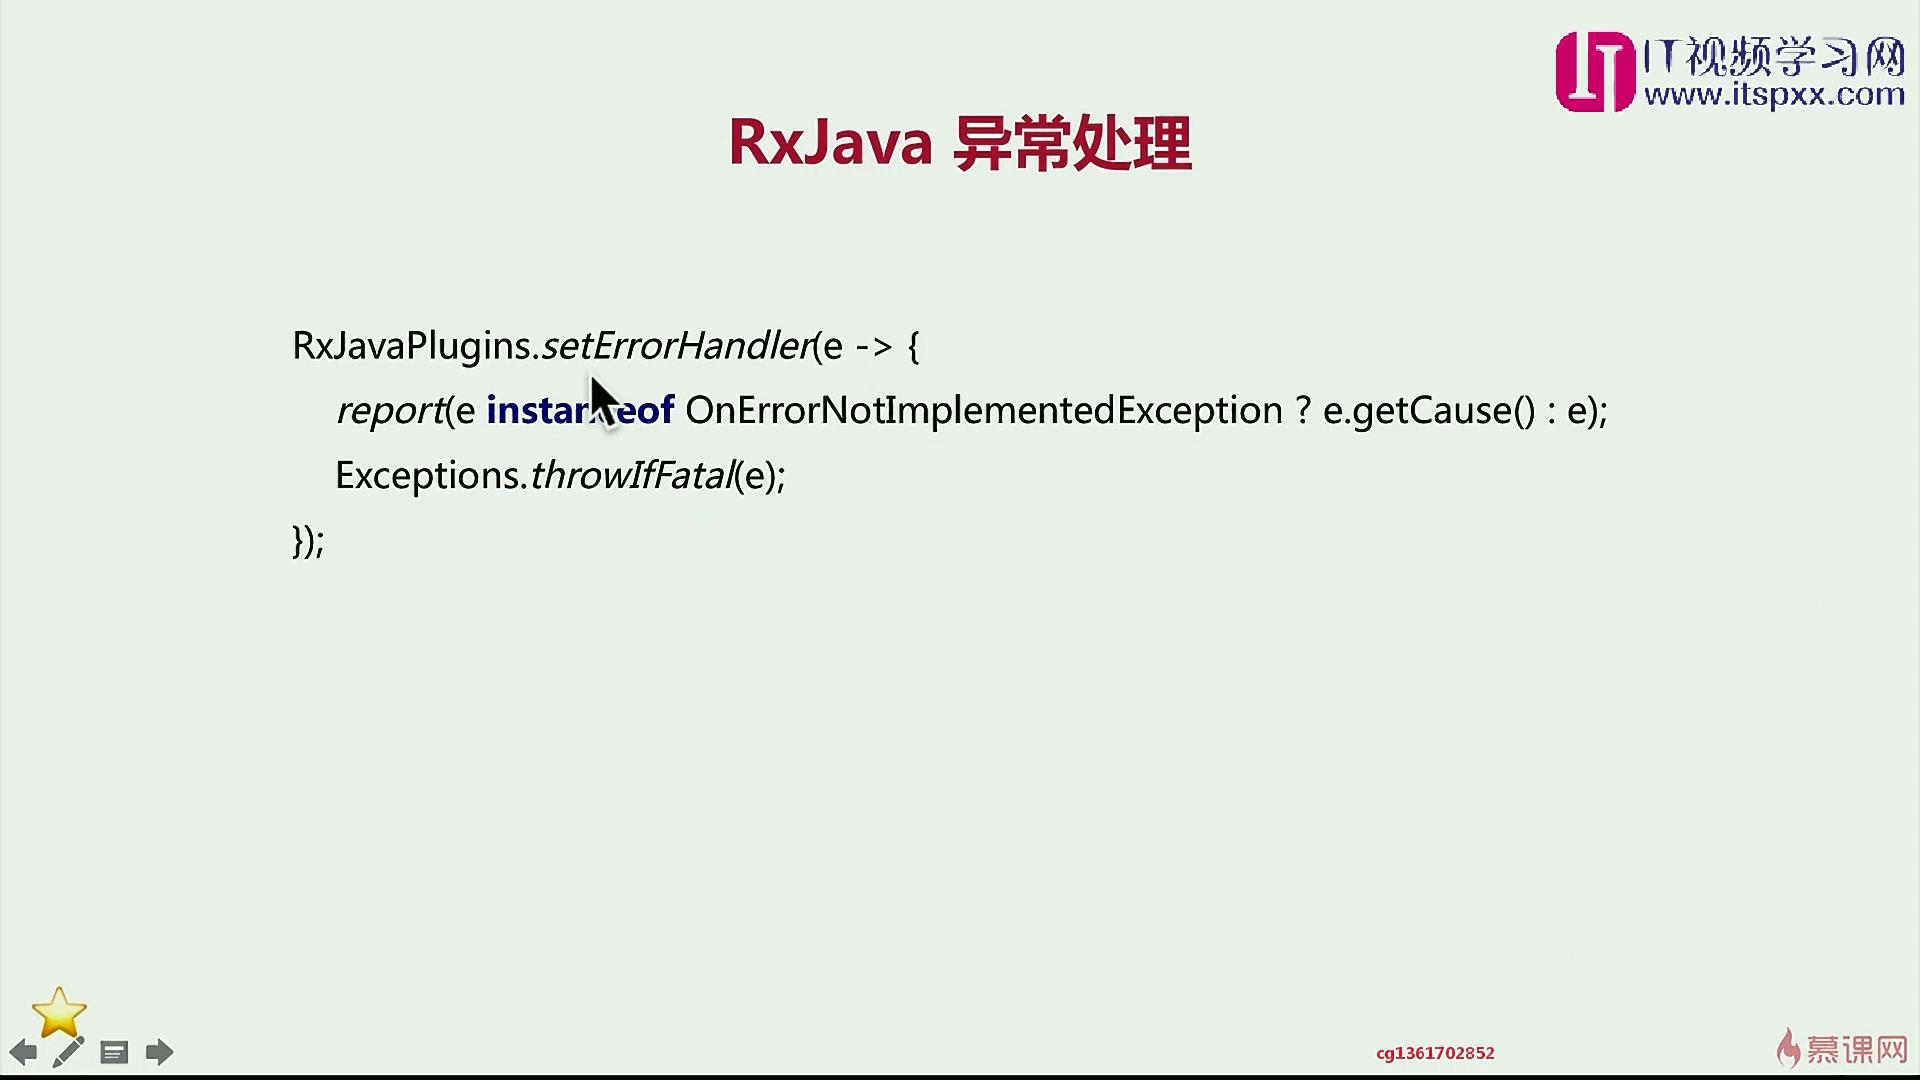 IT视频学习网
www.itspxx.com
RxJava 异常处理
RxJavaPlugins.setErrorHandler(e -> {
report(e instanceof OnErrorNotImplementedException ? e.getCause() : e);
Exceptions.throwIfFatal(e);
});
cg1361702852
慕课网